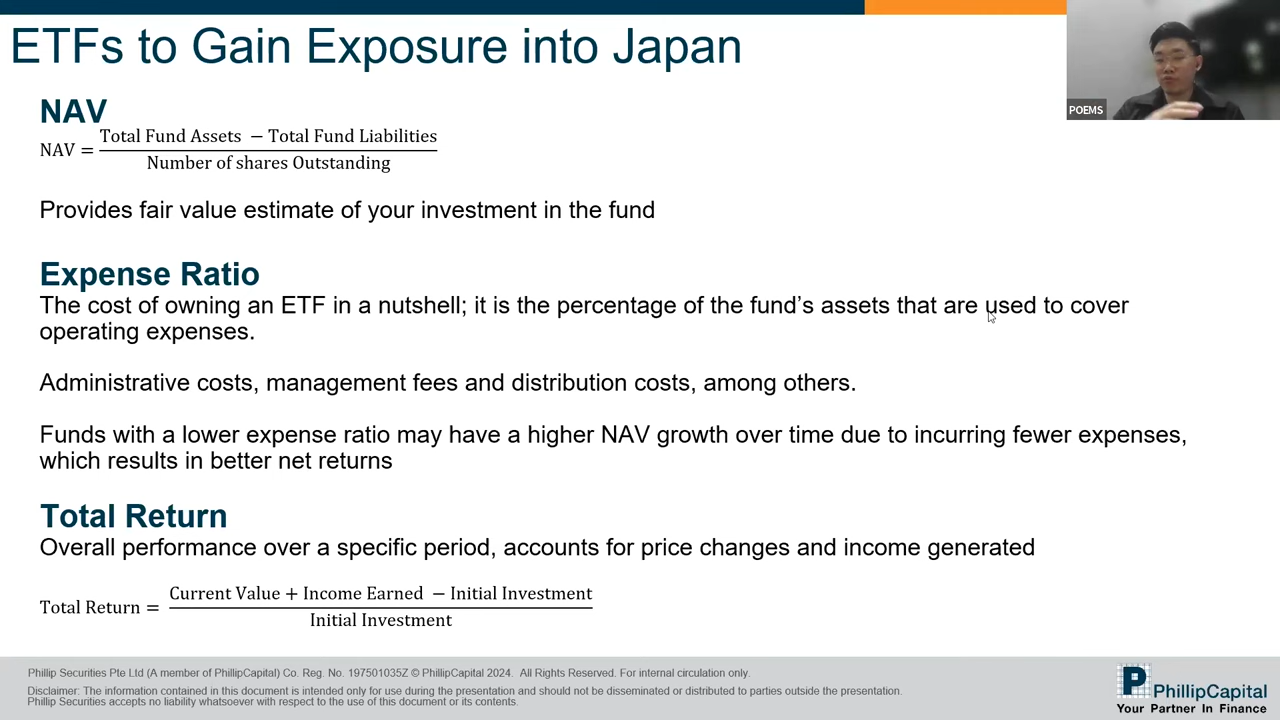 ETFs to Gain Exposure into Japan
POEMS
NAV
NAV = Total Fund Assets − Total Fund Liabilities
Number of shares Outstanding
Provides fair value estimate of your investment in the fund
Expense Ratio
The cost of owning an ETF in a nutshell; it is the percentage of the fund’s assets that are used to cover
operating expenses.
Administrative costs, management fees and distribution costs, among others.
Funds with a lower expense ratio may have a higher NAV growth over time due to incurring fewer expenses,
which results in better net returns
Total Return
Overall performance over a specific period, accounts for price changes and income generated
Total Return = Current Value + Income Earned − Initial Investment
Initial Investment
Phillip Securities Pte Ltd (A member of PhillipCapital) Co. Reg. No. 197501035Z © PhillipCapital 2024. All Rights Reserved. For internal circulation only.
Disclaimer: The information contained in this document is intended only for use during the presentation and should not be disseminated or distributed to parties outside the presentation.
Phillip Securities accepts no liability whatsoever with respect to the use of this document or its contents.
PhillipCapital
Your Partner In Finance